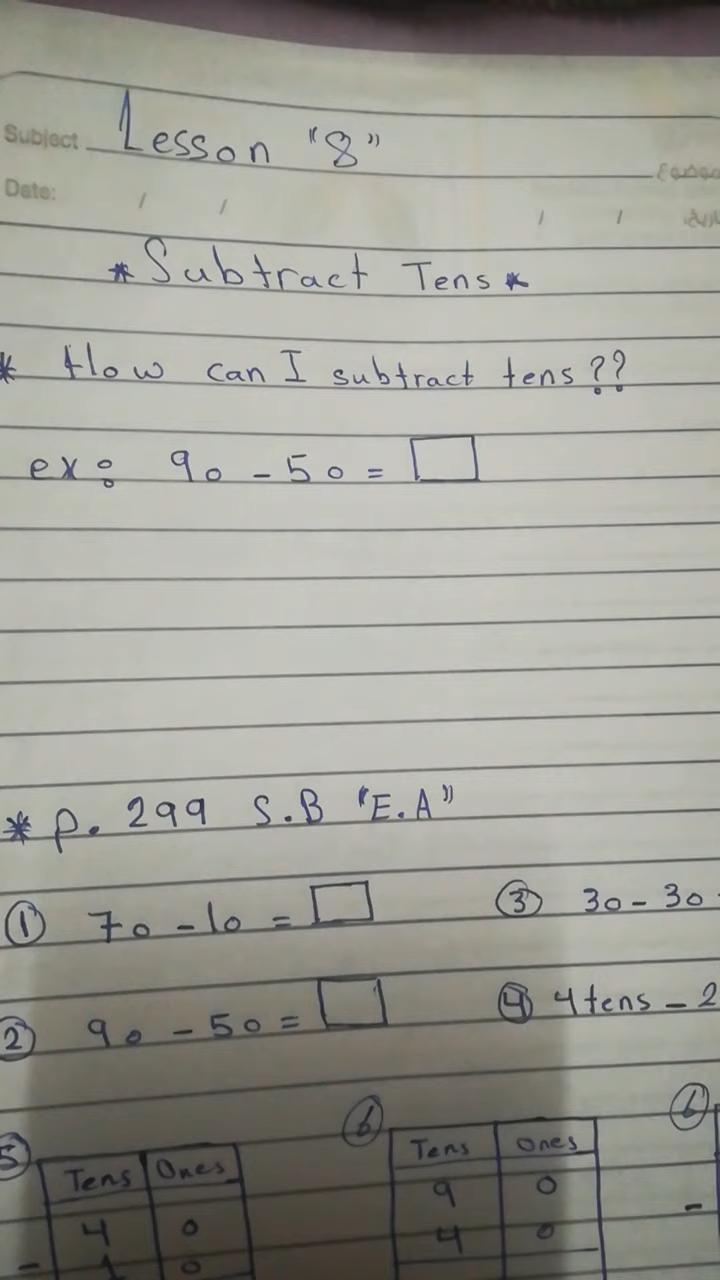 Subject Lesson "8" موضوع
Date: / / / /
* Subtract Tens *
* How can I subtract tens ??
ex: 90 - 50 = □
* P. 299 S.B "E.A"
① 70 - 10 = □ ③ 30 - 30
② 90 - 50 = □ ④ 4 tens - 2
5 6 6
Tens Ones Tens Ones
4 0 9 0 -
- 1 0 4 0